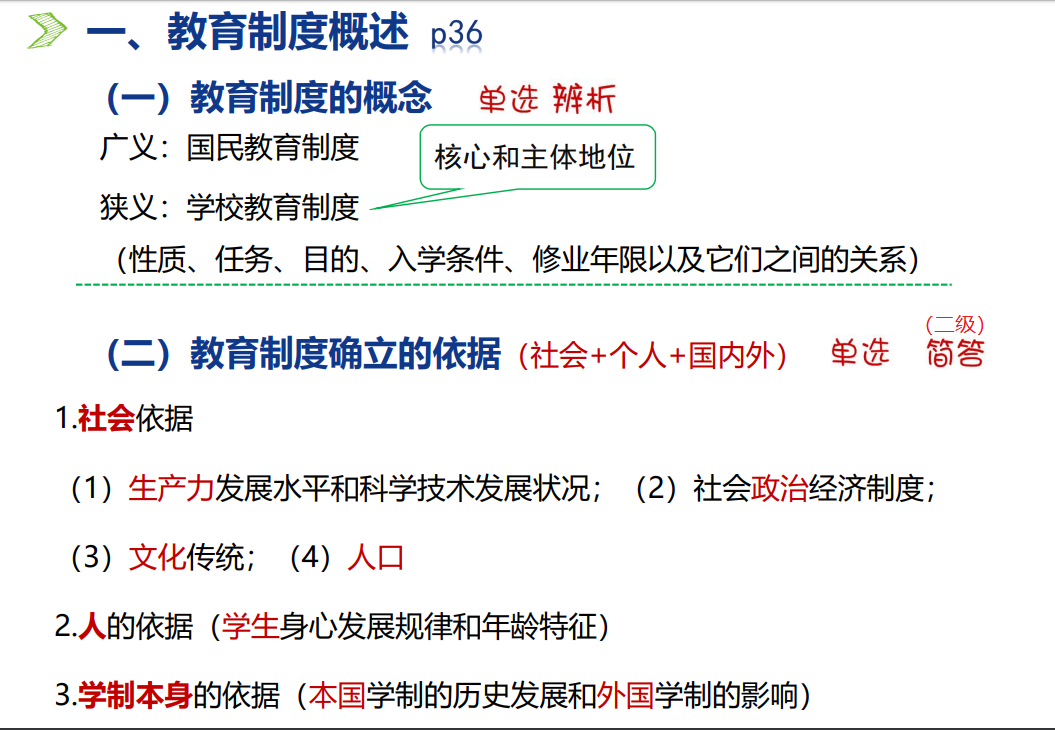 一、教育制度概述 p36
（一）教育制度的概念 单选 辨析
广义：国民教育制度
核心和主体地位
狭义：学校教育制度
（性质、任务、目的、入学条件、修业年限以及它们之间的关系）
（二级）
（二）教育制度确立的依据（社会+个人+国内外） 单选 简答
1.社会依据
（1）生产力发展水平和科学技术发展状况；（2）社会政治经济制度；
（3）文化传统；（4）人口
2.人的依据（学生身心发展规律和年龄特征）
3.学制本身的依据（本国学制的历史发展和外国学制的影响）